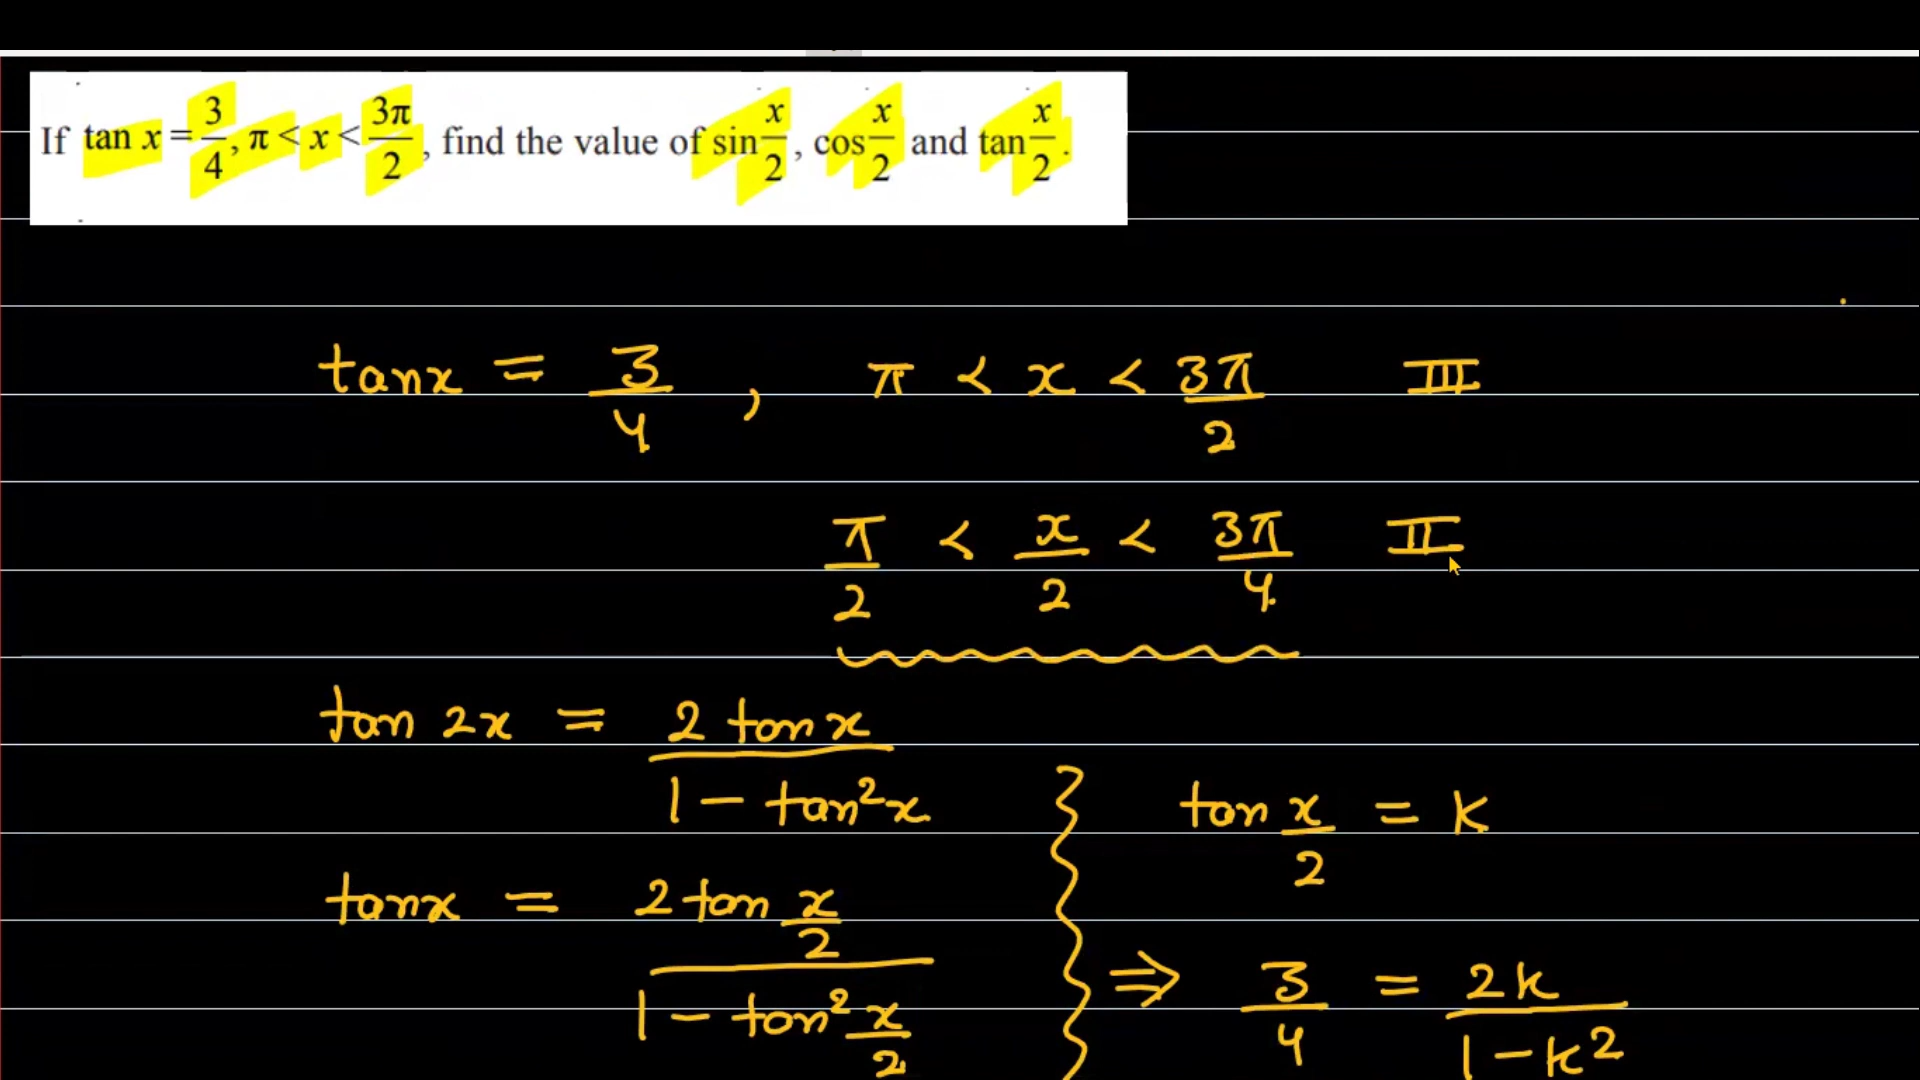 If tan x = 3/4, π < x < 3π/2, find the value of sin x/2, cos x/2 and tan x/2.
tanx = 3/4, π < x < 3π/2 III
π/2 < x/2 < 3π/4 II
tan 2x = 2 tan x / 1 - tan²x
tan x/2 = k
tanx = 2 tan x/2 / 1 - tan² x/2
⇒ 3/4 = 2k / 1 - k²